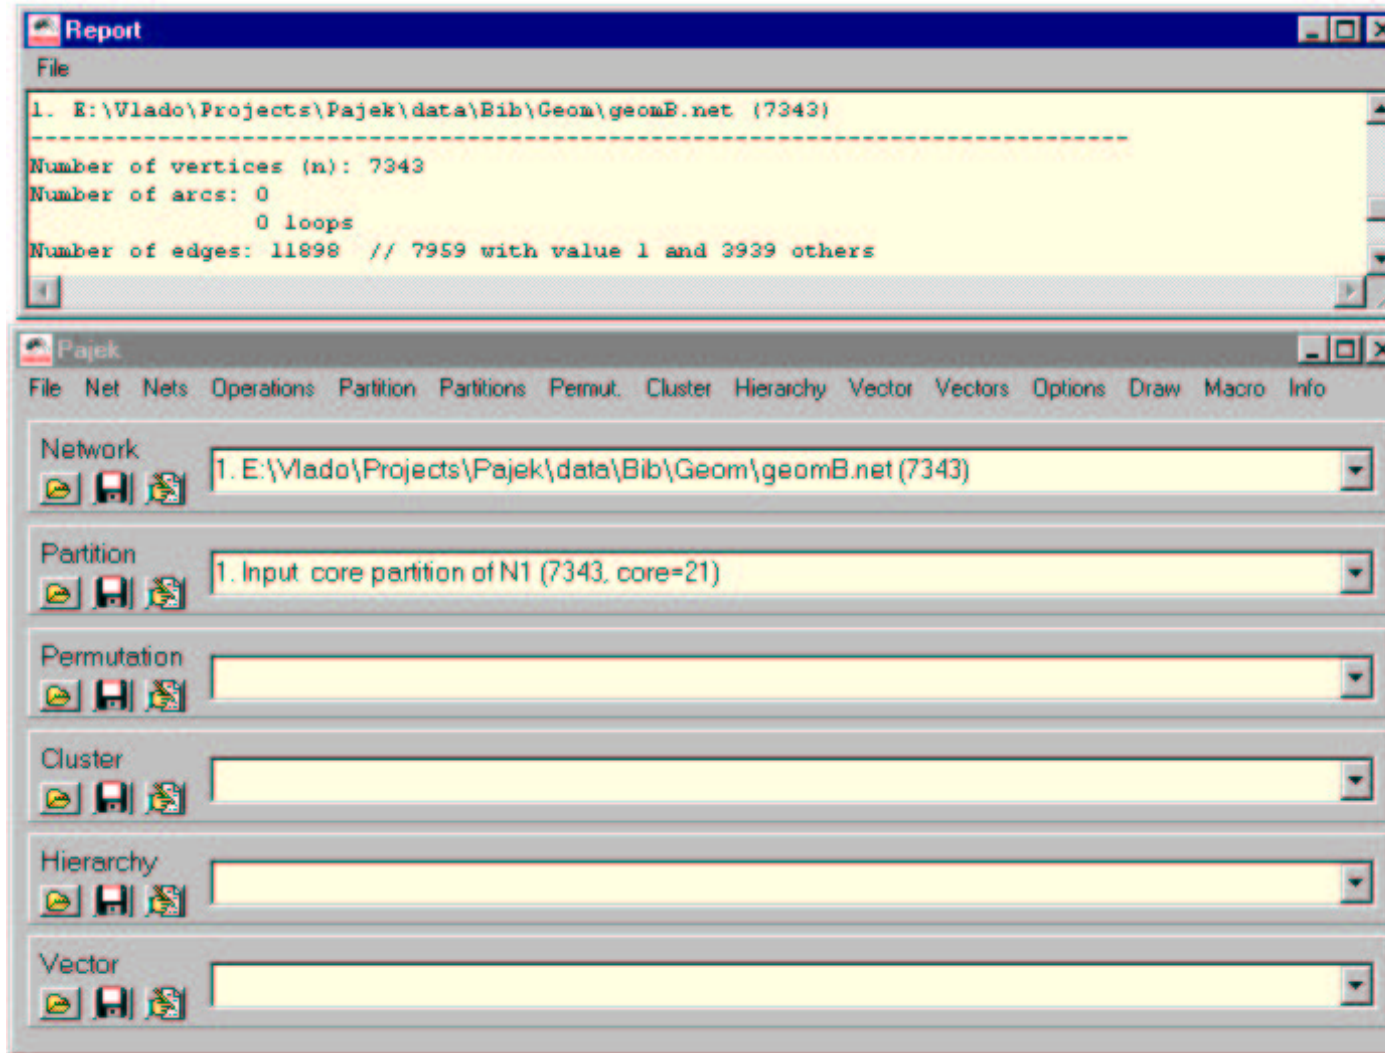 Report
File
1. E:\Vlado\Projects\Pajek\data\Bib\Geom\geomB.net (7343)
--------------------------------------------------------------------------------
Number of vertices (n): 7343
Number of arcs: 0
0 loops
Number of edges: 11898 // 7959 with value 1 and 3939 others
Pajek
File Net Nets Operations Partition Partitions Permut. Cluster Hierarchy Vector Vectors Options Draw Macro Info
Network
1. E:\Vlado\Projects\Pajek\data\Bib\Geom\geomB.net (7343)
Partition
1. Input core partition of N1 (7343, core=21)
Permutation
Cluster
Hierarchy
Vector